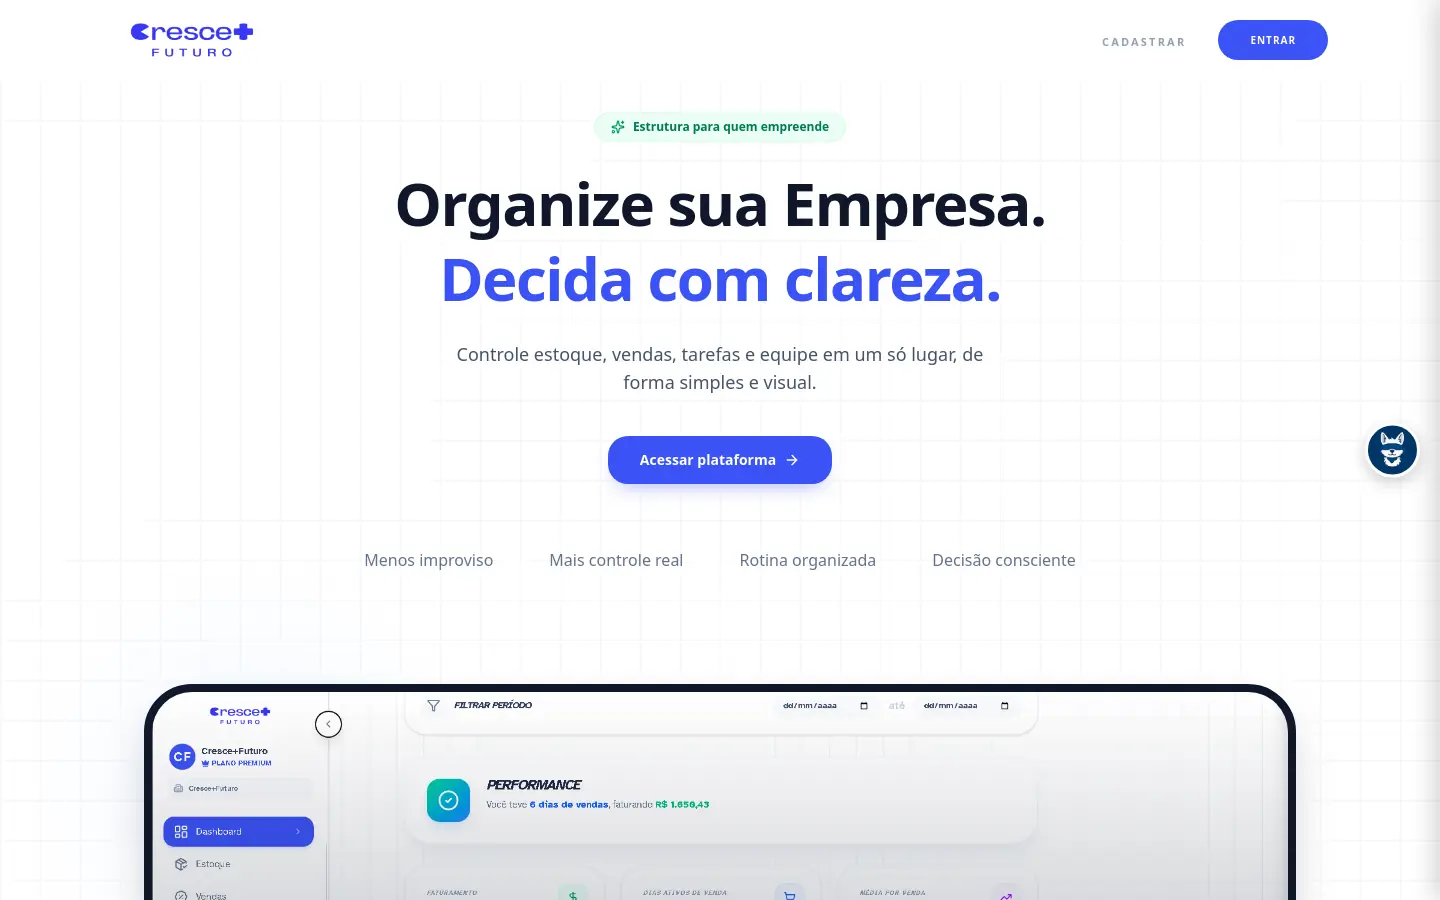 Cresce+
FUTURO
CADASTRAR
ENTRAR
Estrutura para quem empreende
Organize sua Empresa.
Decida com clareza.
Controle estoque, vendas, tarefas e equipe em um só lugar, de
forma simples e visual.
Acessar plataforma
Menos improviso
Mais controle real
Rotina organizada
Decisão consciente
Cresce+
FUTURO
FILTRAR PERÍODO
dd/mm/aaaa
até
dd/mm/aaaa
CF
Cresce+Futuro
PLANO PREMIUM
Cresce+Futuro
PERFORMANCE
Você teve 6 dias de vendas, faturando R$ 1.650,43
Dashboard
Estoque
Vendas
FATURAMENTO
DIAS ATIVOS DE VENDA
MÉDIA POR VENDA